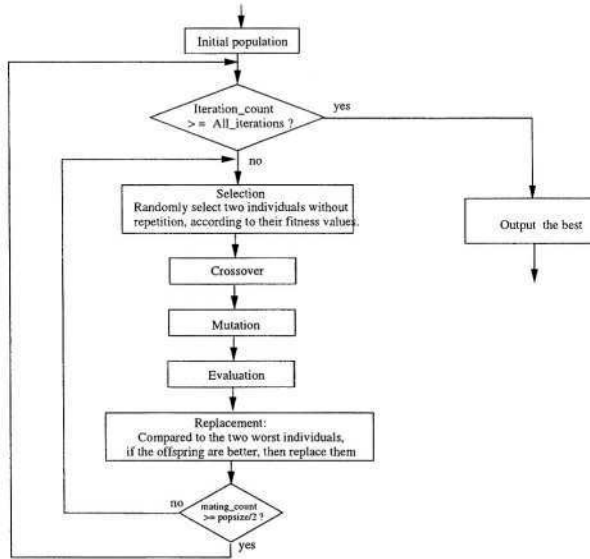 Initial population
Iteration_count
>= All_iterations ?
yes
no
Selection
Randomly select two individuals without
repetition, according to their fitness values.
Output the best
Crossover
Mutation
Evaluation
Replacement:
Compared to the two worst individuals,
if the offspring are better, then replace them
no
mating_count
>= popsize/2 ?
yes